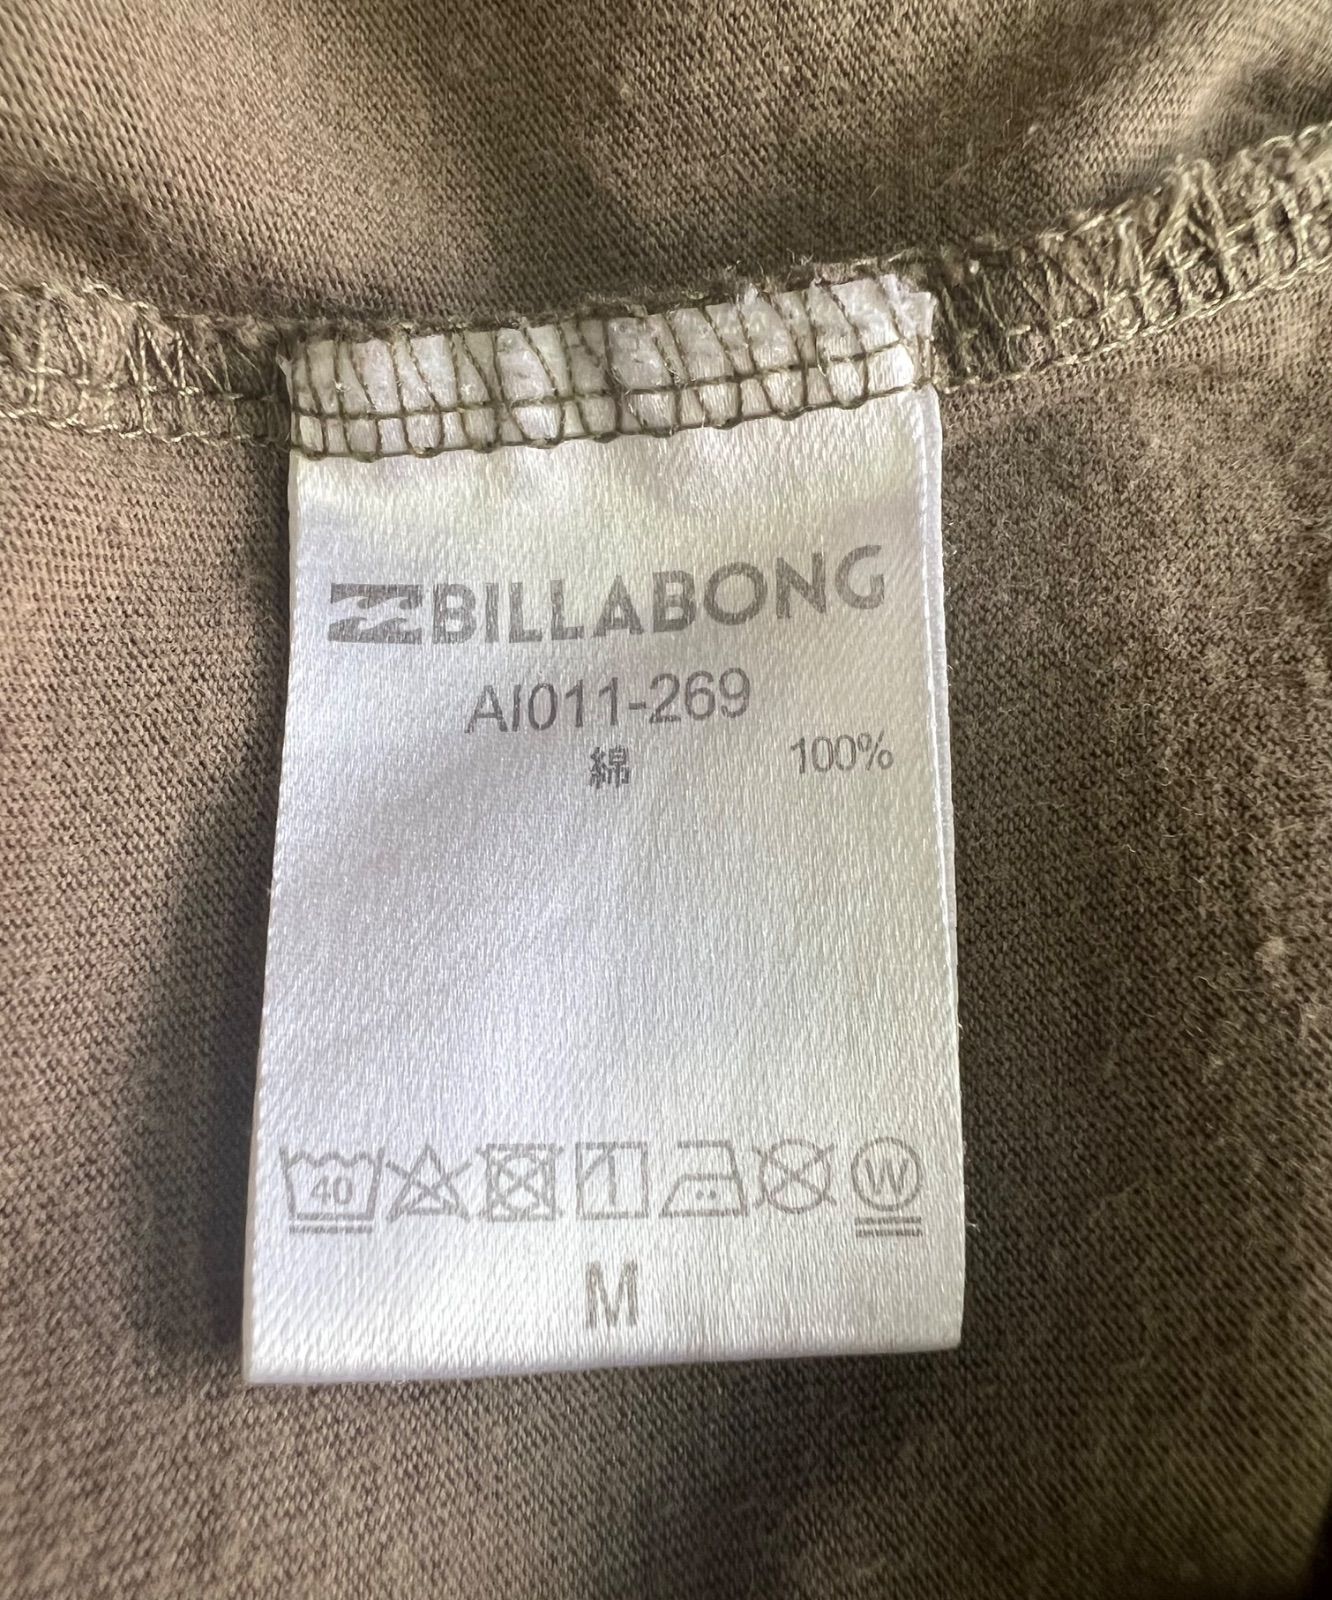 BILLABONG
AI011-269
綿 100%
40
W
M